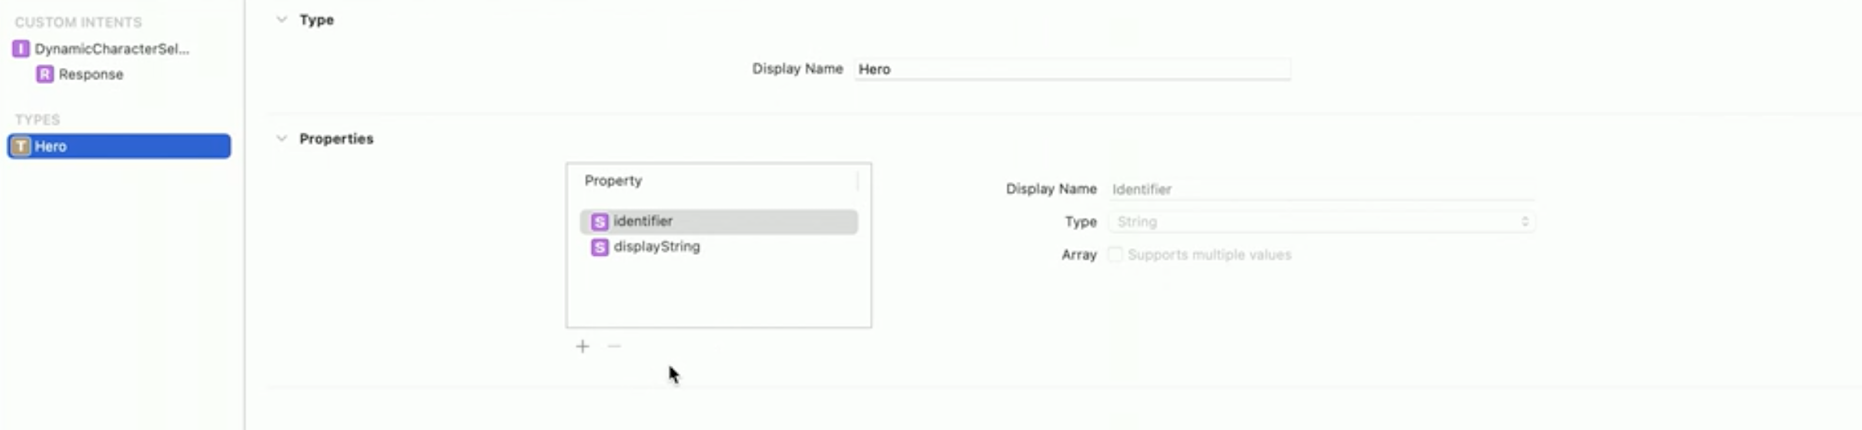 CUSTOM INTENTS
I DynamicCharacterSel...
R Response
TYPES
T Hero
Type
Display Name Hero
Properties
Property
S identifier
S displayString
+ −
Display Name Identifier
Type String
Array Supports multiple values